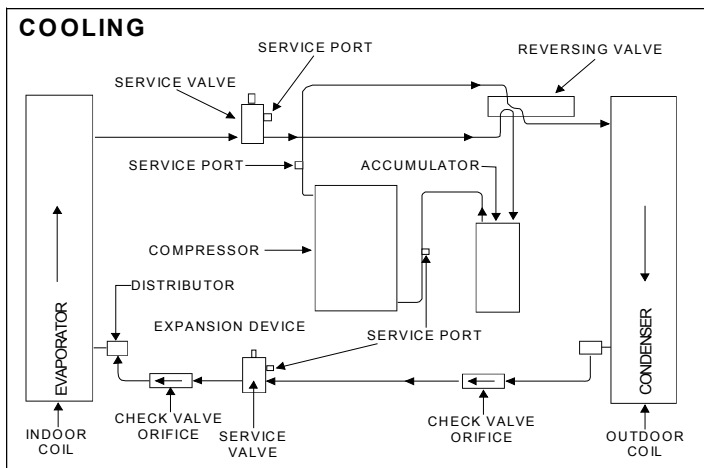 COOLING
SERVICE PORT
REVERSING VALVE
SERVICE VALVE
SERVICE PORT
ACCUMULATOR
COMPRESSOR
DISTRIBUTOR
EXPANSION DEVICE
SERVICE PORT
EVAPORATOR
CONDENSER
INDOOR
COIL
CHECK VALVE
ORIFICE
SERVICE
VALVE
CHECK VALVE
ORIFICE
OUTDOOR
COIL